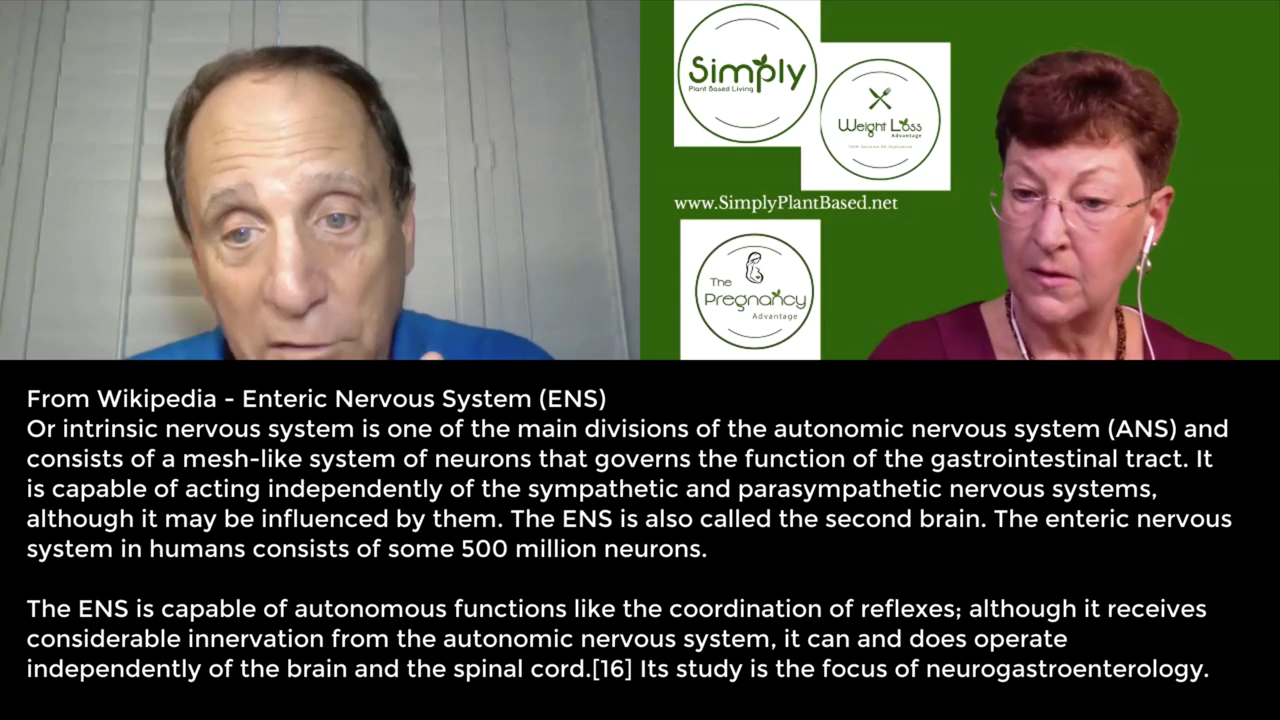 Simply
Plant Based Living
Weight Loss
Advantage
www.SimplyPlantBased.net
The
Pregnancy
Advantage
From Wikipedia - Enteric Nervous System (ENS)
Or intrinsic nervous system is one of the main divisions of the autonomic nervous system (ANS) and
consists of a mesh-like system of neurons that governs the function of the gastrointestinal tract. It
is capable of acting independently of the sympathetic and parasympathetic nervous systems,
although it may be influenced by them. The ENS is also called the second brain. The enteric nervous
system in humans consists of some 500 million neurons.
The ENS is capable of autonomous functions like the coordination of reflexes; although it receives
considerable innervation from the autonomic nervous system, it can and does operate
independently of the brain and the spinal cord.[16] Its study is the focus of neurogastroenterology.